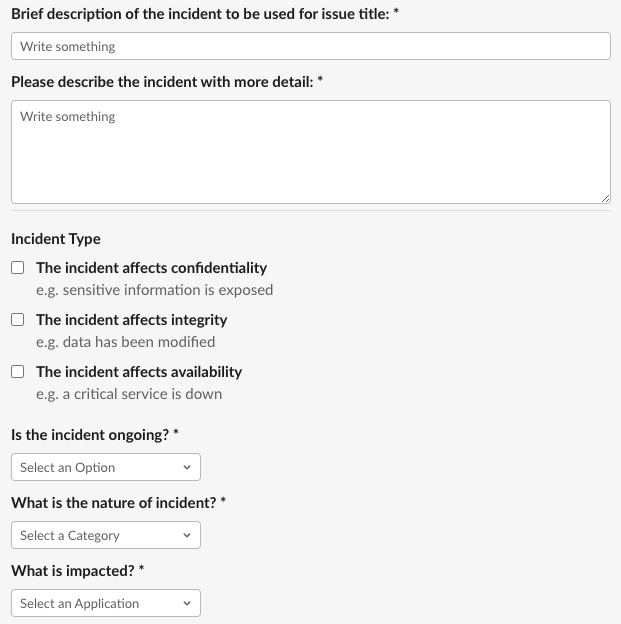 Brief description of the incident to be used for issue title: *
Write something
Please describe the incident with more detail: *
Write something
Incident Type
The incident affects confidentiality
e.g. sensitive information is exposed
The incident affects integrity
e.g. data has been modified
The incident affects availability
e.g. a critical service is down
Is the incident ongoing? *
Select an Option
What is the nature of incident? *
Select a Category
What is impacted? *
Select an Application